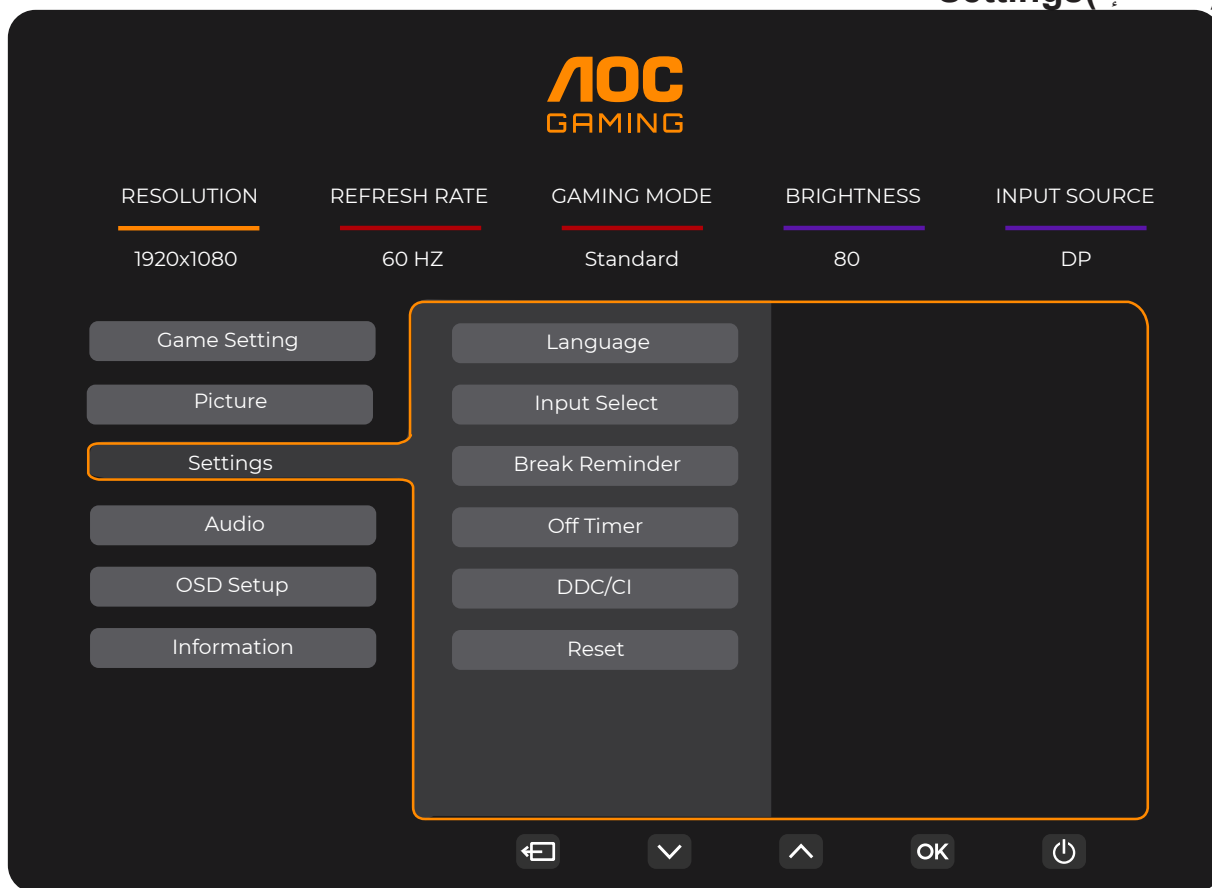 Settings(
AOC
GAMING
RESOLUTION REFRESH RATE GAMING MODE BRIGHTNESS INPUT SOURCE
1920x1080 60 HZ Standard 80 DP
Game Setting
Picture
Settings
Audio
OSD Setup
Information
Language
Input Select
Break Reminder
Off Timer
DDC/CI
Reset
OK